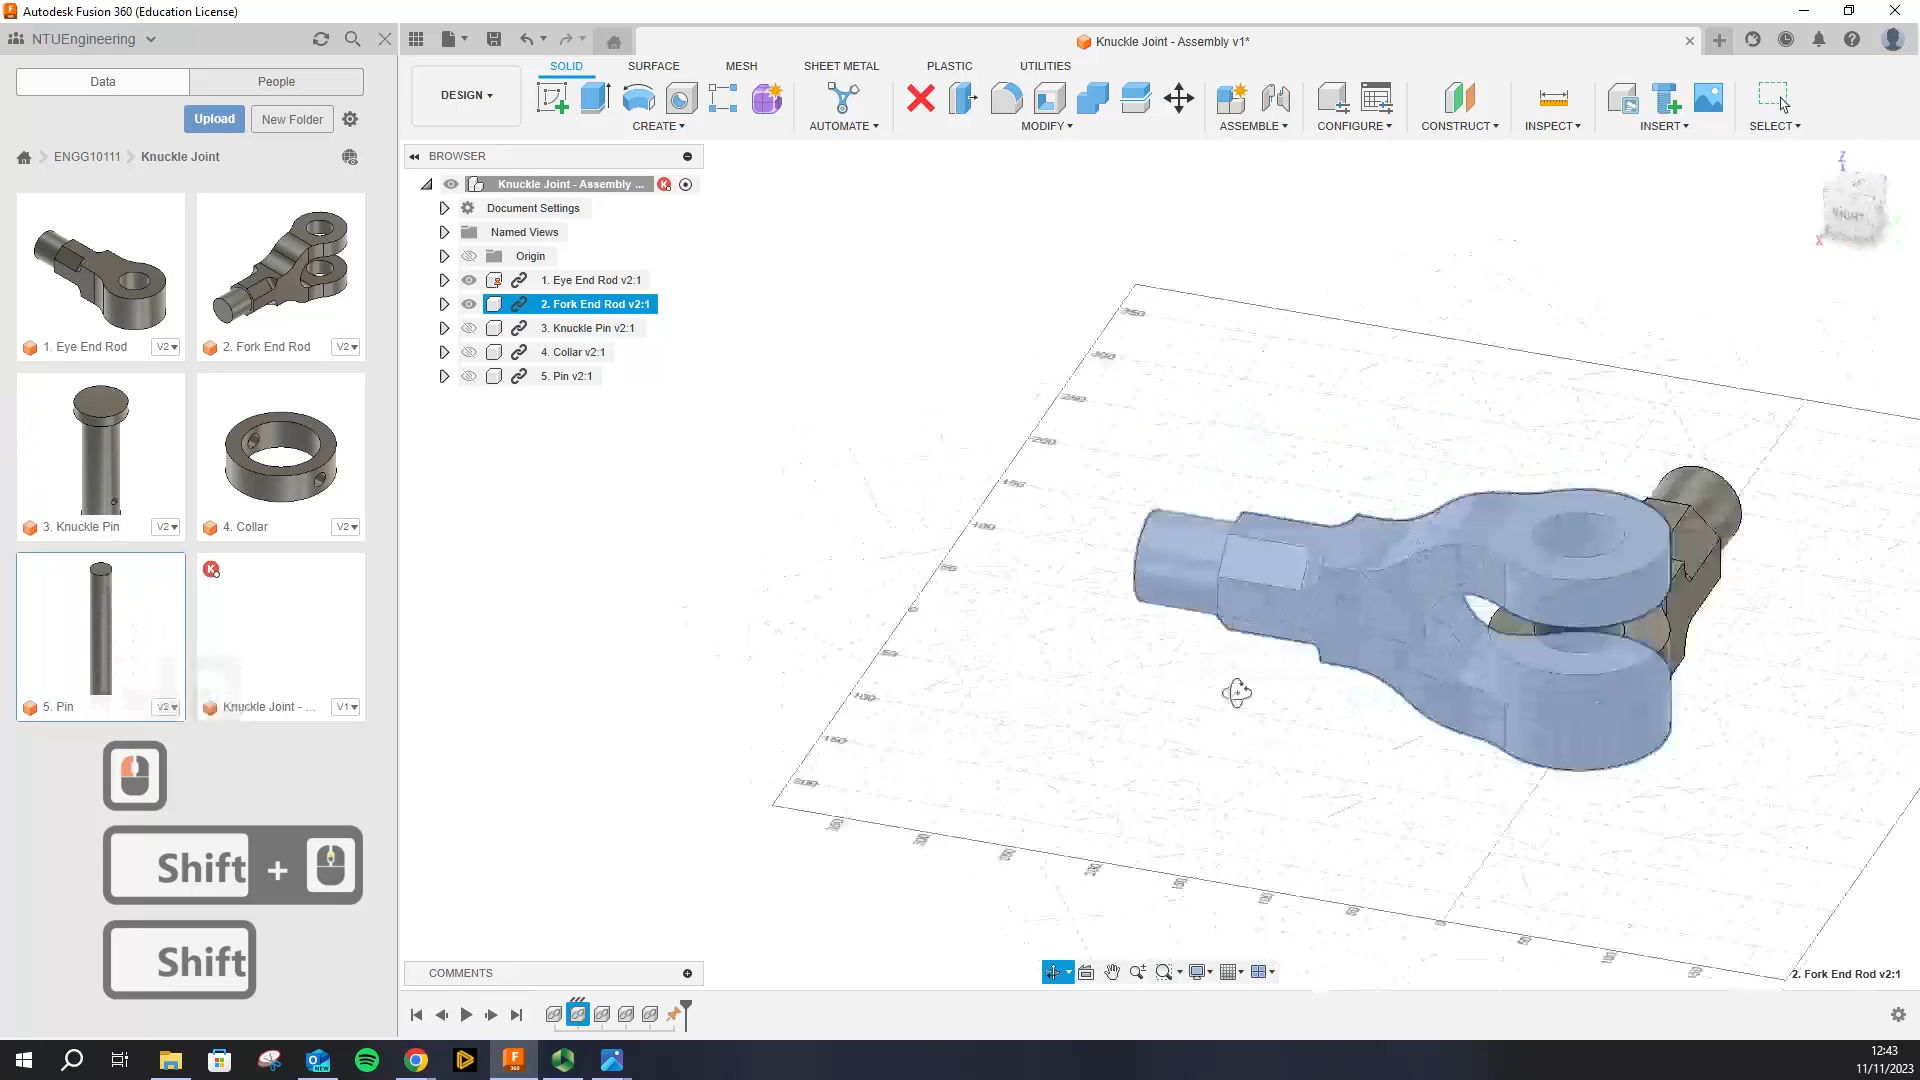 Autodesk Fusion 360 (Education License)
NTUEngineering
Knuckle Joint - Assembly v1*
Data
People
Upload
New Folder
ENGG10111
Knuckle Joint
1. Eye End Rod
V2
2. Fork End Rod
V2
3. Knuckle Pin
V2
4. Collar
V2
5. Pin
V2
K
Knuckle Joint - ...
V1
Shift
+
Shift
DESIGN
SOLID
SURFACE
MESH
SHEET METAL
PLASTIC
UTILITIES
CREATE
AUTOMATE
MODIFY
ASSEMBLE
CONFIGURE
CONSTRUCT
INSPECT
INSERT
SELECT
BROWSER
Knuckle Joint - Assembly ...
K
Document Settings
Named Views
Origin
1. Eye End Rod v2:1
2. Fork End Rod v2:1
3. Knuckle Pin v2:1
4. Collar v2:1
5. Pin v2:1
Z
X
COMMENTS
2. Fork End Rod v2:1
12:43
11/11/2023